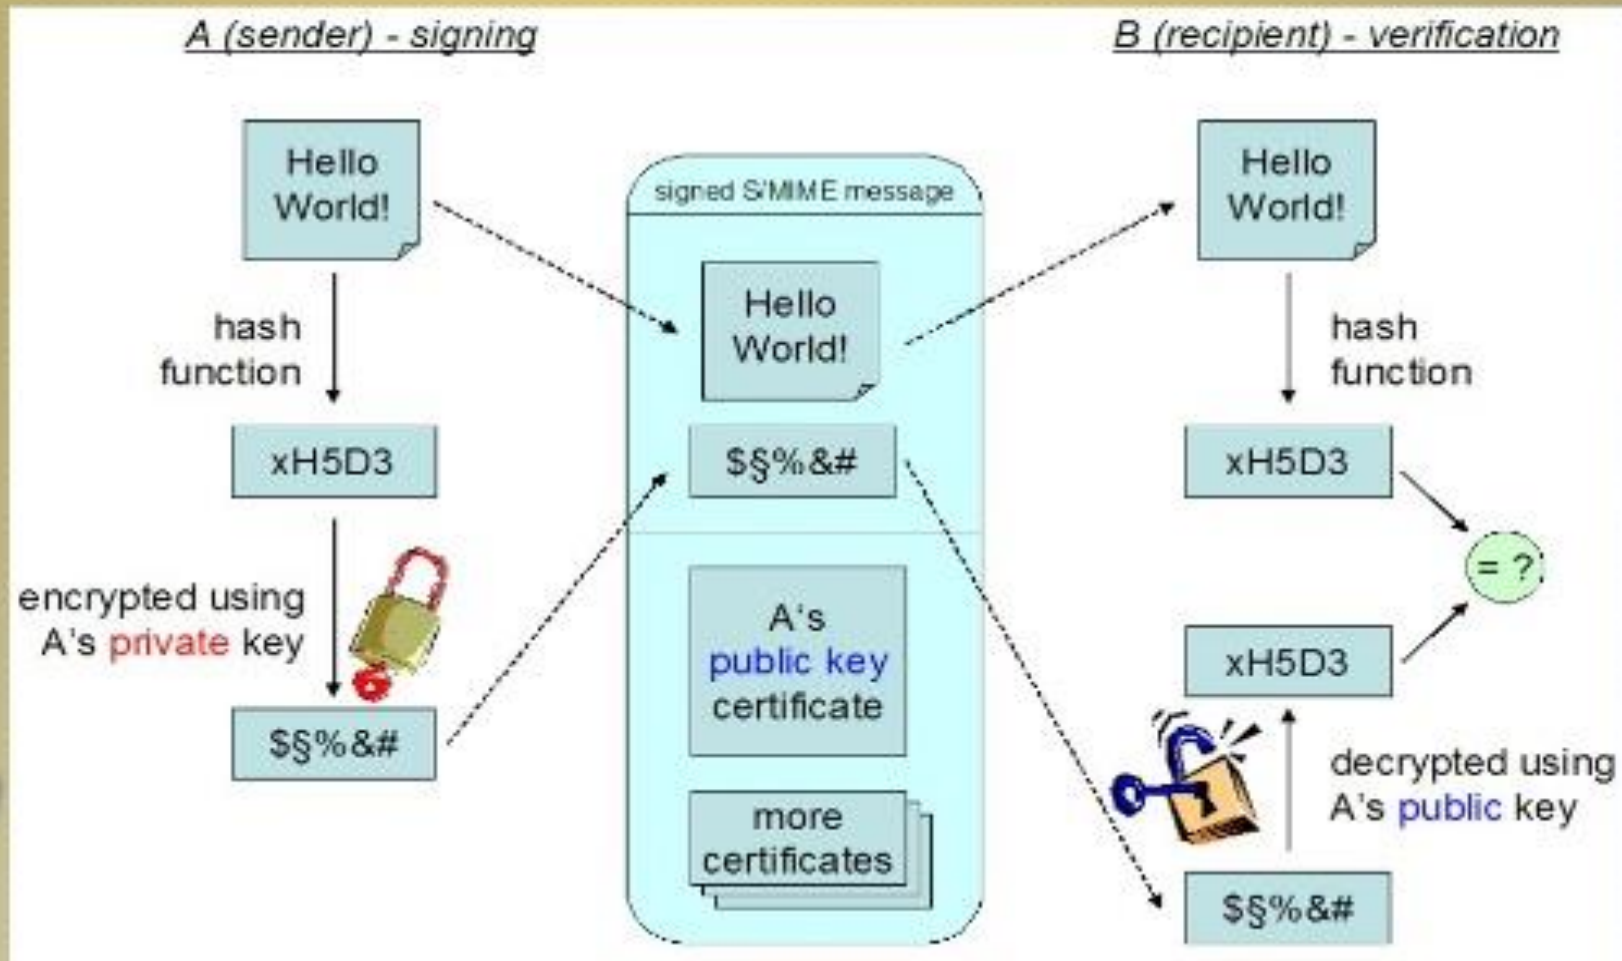 A (sender) - signing
Hello
World!
hash
function
xH5D3
encrypted using
A's private key
$§%&#
signed S/MIME message
Hello
World!
$§%&#
A's
public key
certificate
more
certificates
B (recipient) - verification
Hello
World!
hash
function
xH5D3
= ?
xH5D3
decrypted using
A's public key
$§%&#